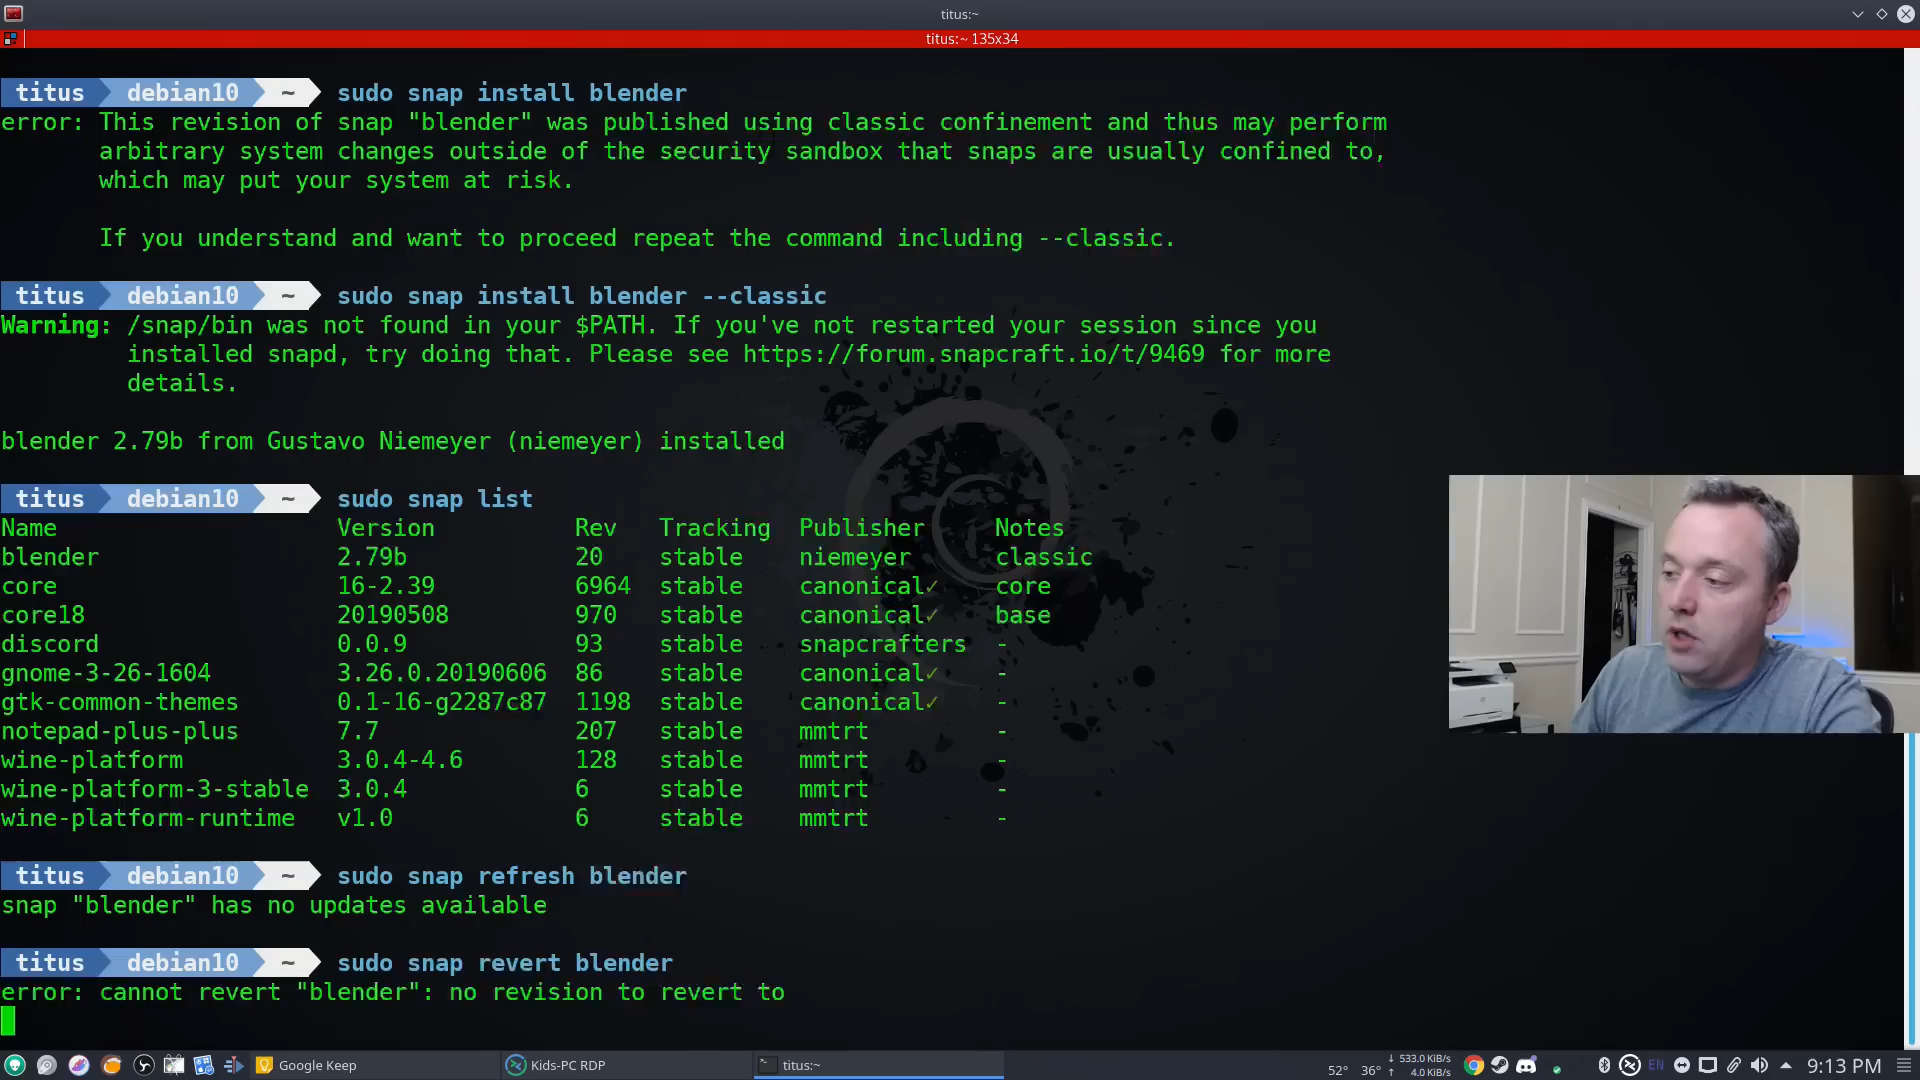 titus:~
titus:~ 135x34
titus debian10 ~ sudo snap install blender
error: This revision of snap "blender" was published using classic confinement and thus may perform
arbitrary system changes outside of the security sandbox that snaps are usually confined to,
which may put your system at risk.
If you understand and want to proceed repeat the command including --classic.
titus debian10 ~ sudo snap install blender --classic
Warning: /snap/bin was not found in your $PATH. If you've not restarted your session since you
installed snapd, try doing that. Please see https://forum.snapcraft.io/t/9469 for more
details.
blender 2.79b from Gustavo Niemeyer (niemeyer) installed
titus debian10 ~ sudo snap list
Name Version Rev Tracking Publisher Notes
blender 2.79b 20 stable niemeyer classic
core 16-2.39 6964 stable canonical✓ core
core18 20190508 970 stable canonical✓ base
discord 0.0.9 93 stable snapcrafters -
gnome-3-26-1604 3.26.0.20190606 86 stable canonical✓ -
gtk-common-themes 0.1-16-g2287c87 1198 stable canonical✓ -
notepad-plus-plus 7.7 207 stable mmtrt -
wine-platform 3.0.4-4.6 128 stable mmtrt -
wine-platform-3-stable 3.0.4 6 stable mmtrt -
wine-platform-runtime v1.0 6 stable mmtrt -
titus debian10 ~ sudo snap refresh blender
snap "blender" has no updates available
titus debian10 ~ sudo snap revert blender
error: cannot revert "blender": no revision to revert to
Google Keep
Kids-PC RDP
titus:~
52° 36°
↓ 533.0 KiB/s
↑ 4.0 KiB/s
EN
9:13 PM